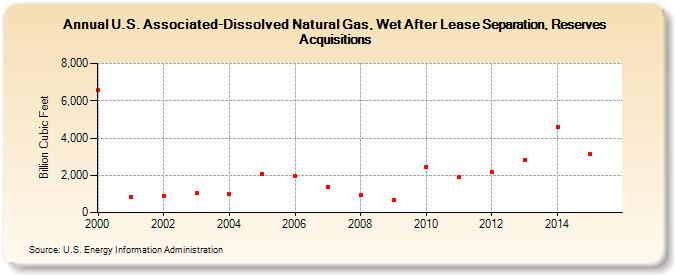 Annual U.S. Associated-Dissolved Natural Gas, Wet After Lease Separation, Reserves
Acquisitions
Billion Cubic Feet
8,000
6,000
4,000
2,000
0
2000 2002 2004 2006 2008 2010 2012 2014
Source: U.S. Energy Information Administration